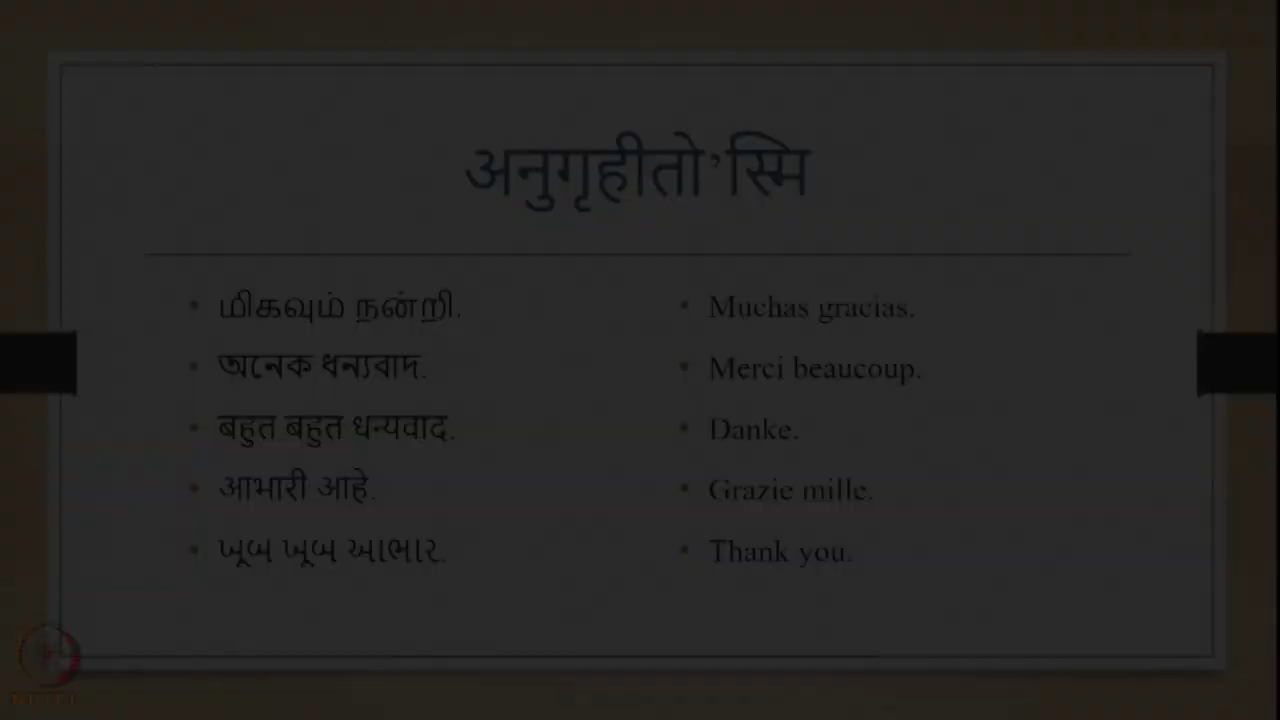 अनुगृहीतो’स्मि
மிகவும் நன்றி.
অনেক ধন্যবাদ.
बहुत बहुत धन्यवाद.
आभारी आहे.
ખૂબ ખૂબ આભાર.
Muchas gracias.
Merci beaucoup.
Danke.
Grazie mille.
Thank you.